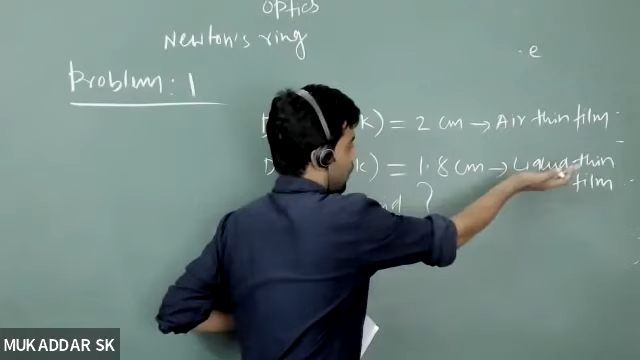 Optics
Newton's ring
. e
Problem: 1
k) = 2 cm → Air thin film.
k) = 1.8 cm → Liquid thin
film
?
MUKADDAR SK